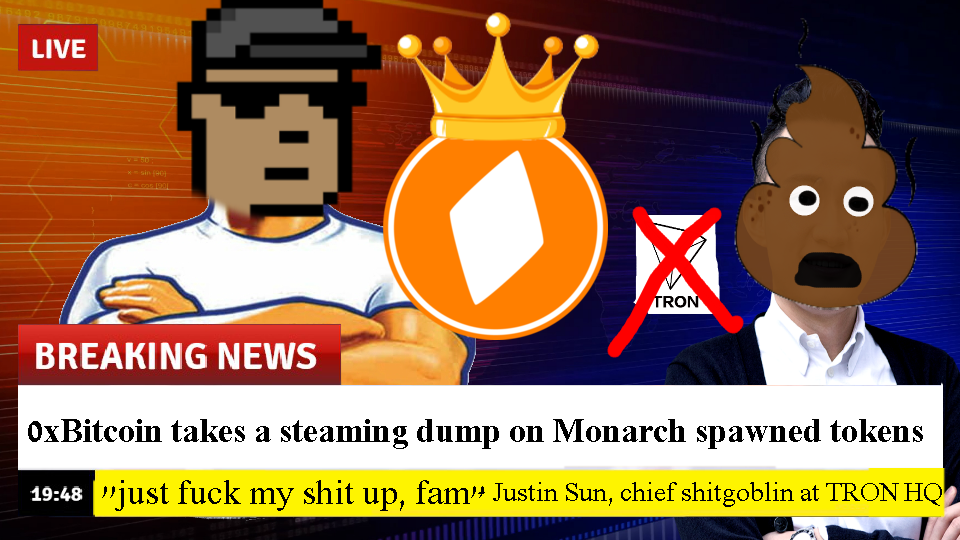 LIVE
TRON
BREAKING NEWS
0xBitcoin takes a steaming dump on Monarch spawned tokens
19:48 "just fuck my shit up, fam" Justin Sun, chief shitgoblin at TRON HQ